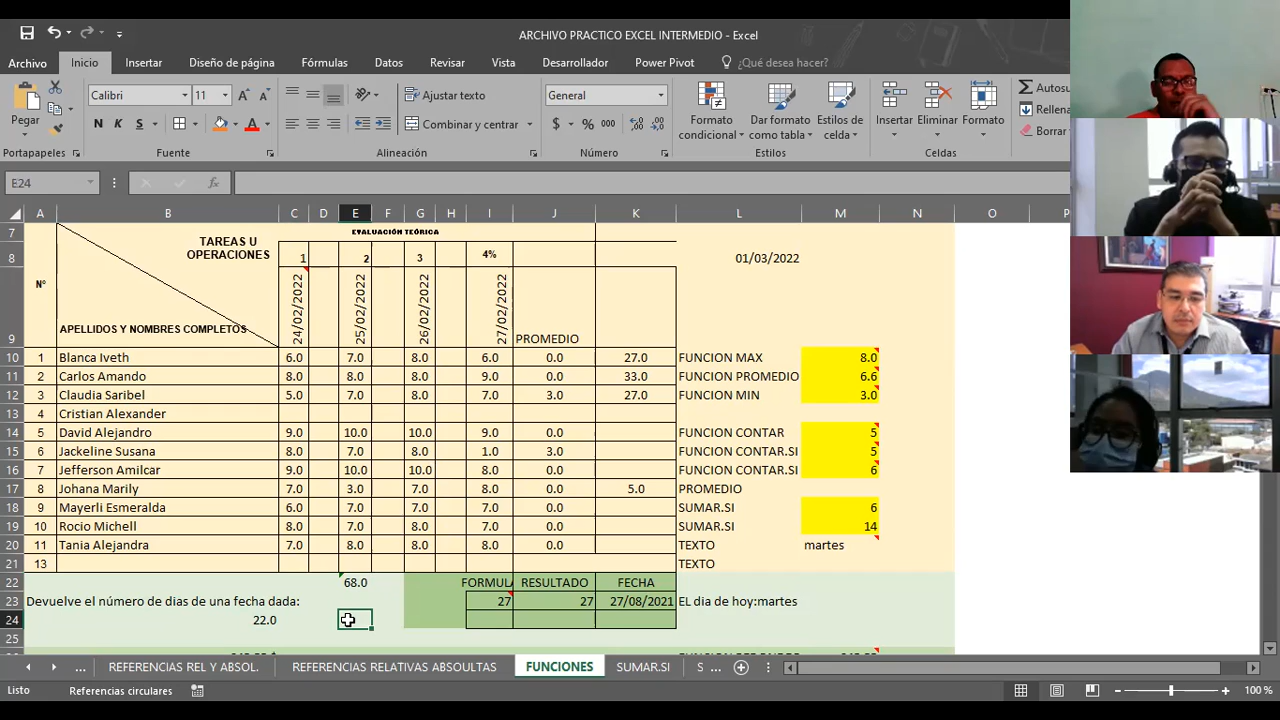 ARCHIVO PRACTICO EXCEL INTERMEDIO - Excel
Archivo Inicio Insertar Diseño de página Fórmulas Datos Revisar Vista Desarrollador Power Pivot ¿Qué desea hacer?
Pegar Calibri 11 Ajustar texto General Formato condicional Dar formato como tabla Estilos de celda Insertar Eliminar Formato Autosu
N K S Combinar y centrar $ % 000 Rellena
Borrar
Portapapeles Fuente Alineación Número Estilos Celdas
E24 fx
A B C D E F G H I J K L M N O P
7 EVALUACIÓN TEÓRICA
8 TAREAS U OPERACIONES 1 2 3 4% 01/03/2022
Nº
9 APELLIDOS Y NOMBRES COMPLETOS 24/02/2022 25/02/2022 26/02/2022 27/02/2022 PROMEDIO
10 1 Blanca Iveth 6.0 7.0 8.0 6.0 0.0 27.0 FUNCION MAX 8.0
11 2 Carlos Amando 8.0 8.0 8.0 9.0 0.0 33.0 FUNCION PROMEDIO 6.6
12 3 Claudia Saribel 5.0 7.0 8.0 7.0 3.0 27.0 FUNCION MIN 3.0
13 4 Cristian Alexander
14 5 David Alejandro 9.0 10.0 10.0 9.0 0.0 FUNCION CONTAR 5
15 6 Jackeline Susana 8.0 7.0 8.0 1.0 3.0 FUNCION CONTAR.SI 5
16 7 Jefferson Amilcar 9.0 10.0 10.0 8.0 0.0 FUNCION CONTAR.SI 6
17 8 Johana Marily 7.0 3.0 7.0 8.0 0.0 5.0 PROMEDIO
18 9 Mayerli Esmeralda 6.0 7.0 8.0 7.0 0.0 SUMAR.SI 6
19 10 Rocio Michell 8.0 7.0 8.0 7.0 0.0 SUMAR.SI 14
20 11 Tania Alejandra 7.0 8.0 8.0 8.0 0.0 TEXTO martes
21 13 TEXTO
22 68.0 FORMULA RESULTADO FECHA
23 Devuelve el número de dias de una fecha dada: 27 27 27/08/2021 EL dia de hoy:martes
24 22.0
25
... REFERENCIAS REL Y ABSOL. REFERENCIAS RELATIVAS ABSOULTAS FUNCIONES SUMAR.SI S ...
Listo Referencias circulares 100 %